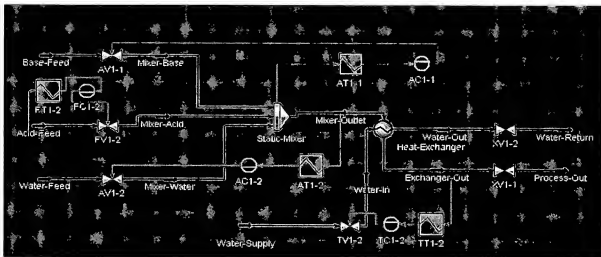 Base-Feed
AV1-1
Mixer-Base
AT1-1
AC1-1
FT1-2
FC1-2
Acid-Feed
FV1-2
Mixer-Acid
Static-Mixer
Mixer-Outlet
Water-Out
Heat-Exchanger
XV1-2
Water-Return
Water-Feed
AV1-2
Mixer-Water
AC1-2
AT1-2
Water-In
Exchanger-Out
XV1-1
Process-Out
Water-Supply
TV1-2
TC1-2
TT1-2